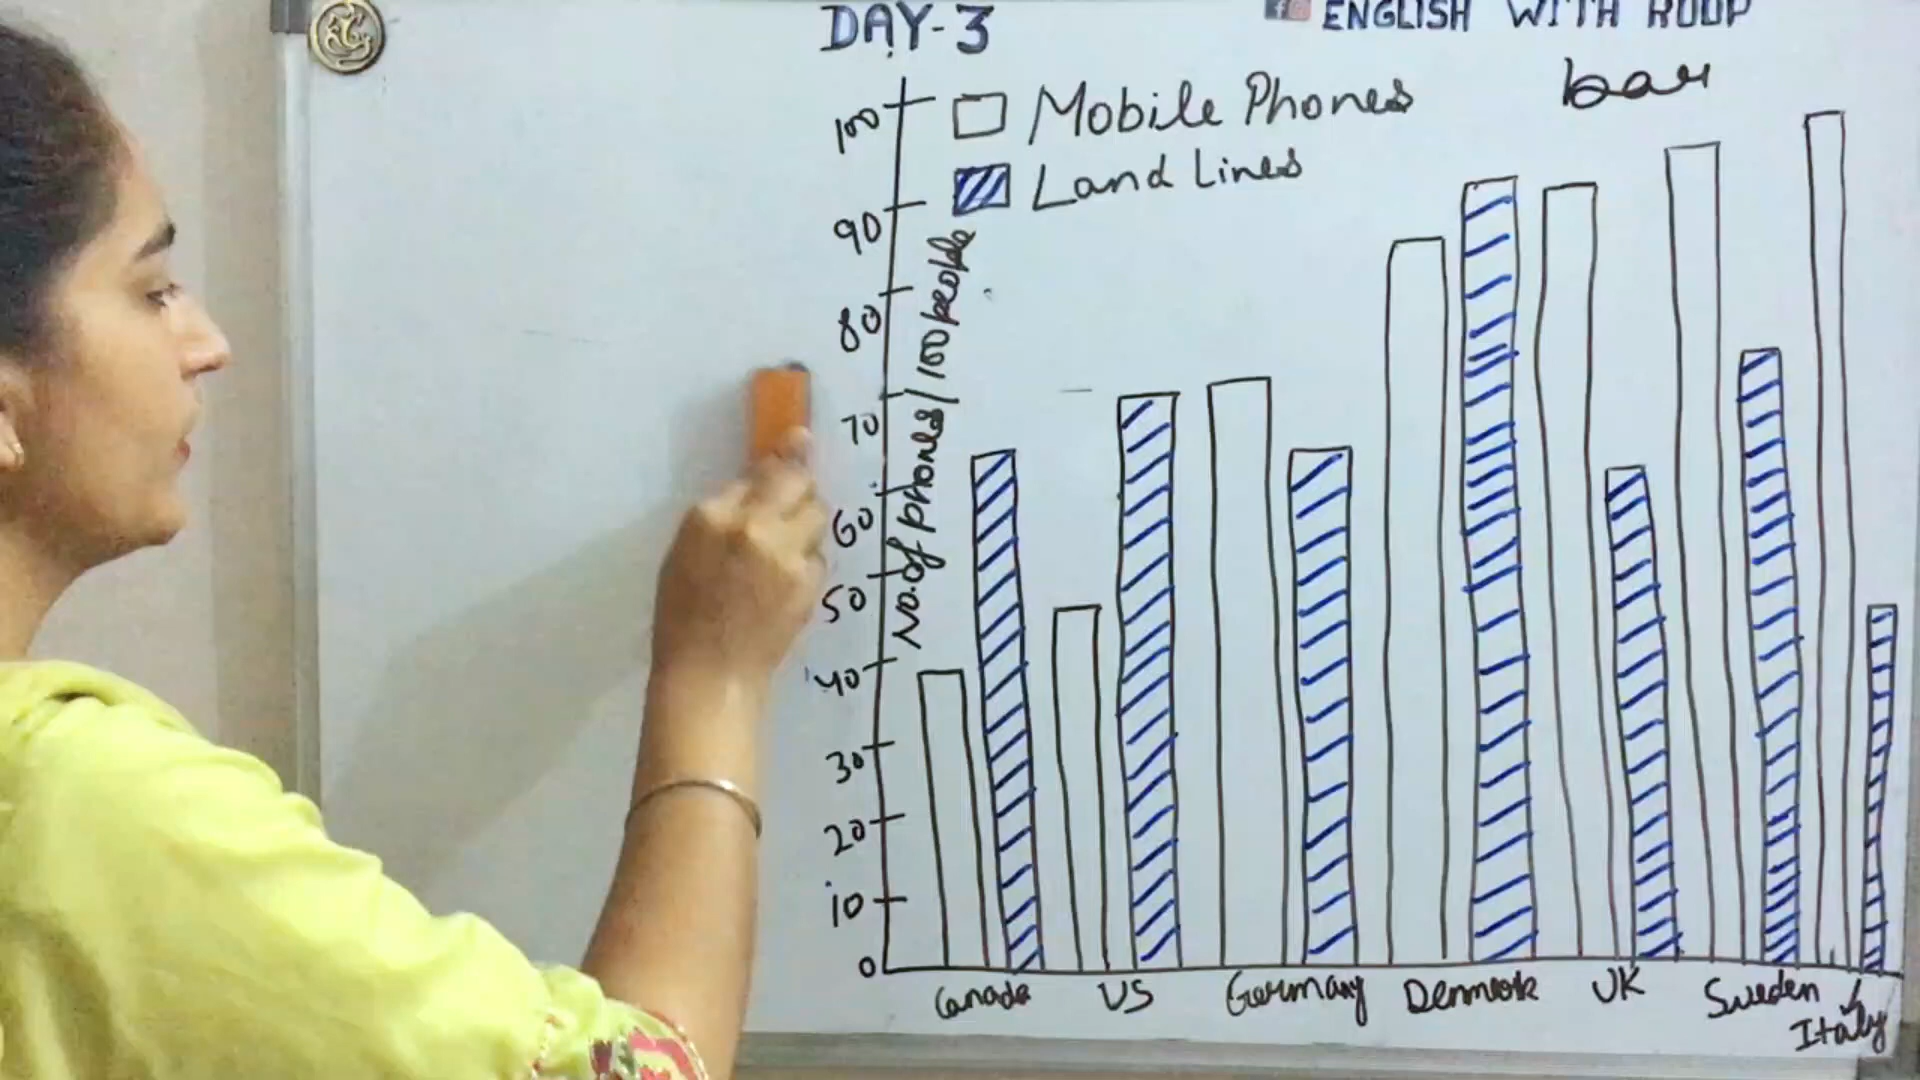 DAY-3
ENGLISH WITH ROOP
bar
Mobile Phones
Land Lines
No. of phones/100 people
100
90
80
70
60
50
40
30
20
10
0
Canada
US
Germany
Denmark
UK
Sweden
Italy